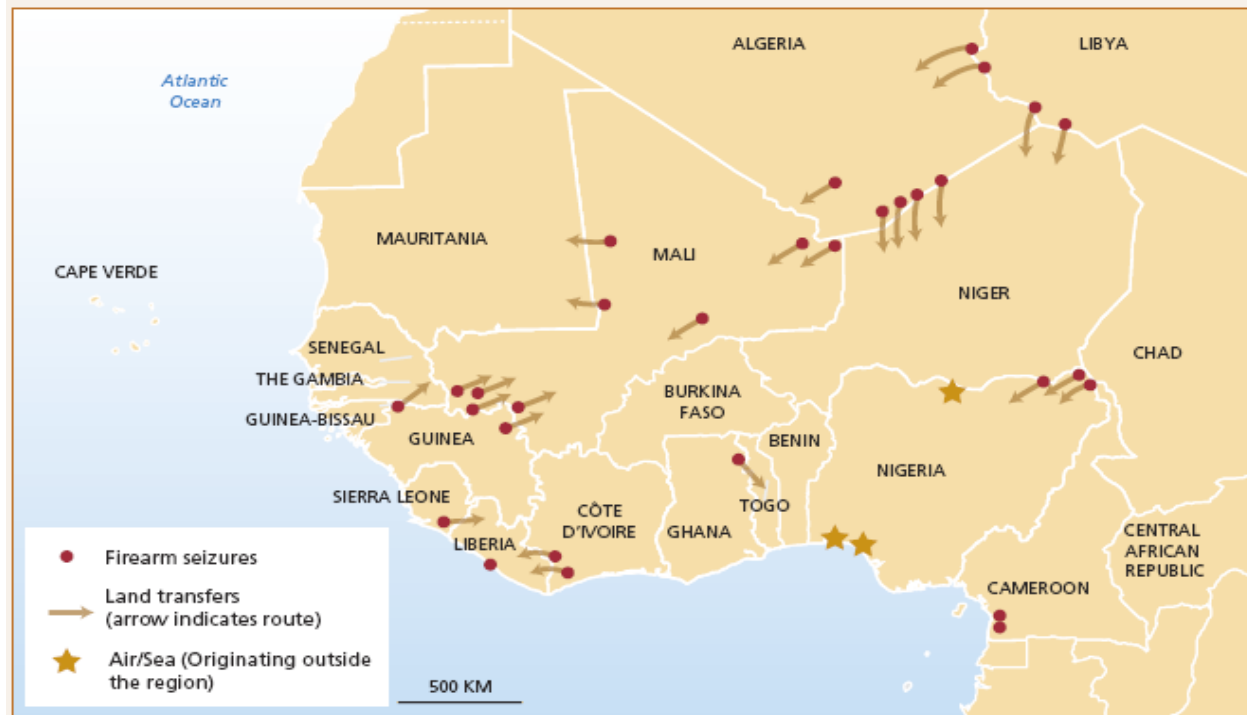 ALGERIA
LIBYA
Atlantic
Ocean
MAURITANIA
MALI
CAPE VERDE
NIGER
SENEGAL
CHAD
THE GAMBIA
BURKINA
FASO
GUINEA-BISSAU
GUINEA
BENIN
NIGERIA
SIERRA LEONE
CÔTE
D'IVOIRE
GHANA
TOGO
LIBERIA
CENTRAL
AFRICAN
REPUBLIC
CAMEROON
Firearm seizures
Land transfers
(arrow indicates route)
Air/Sea (Originating outside
the region)
500 KM